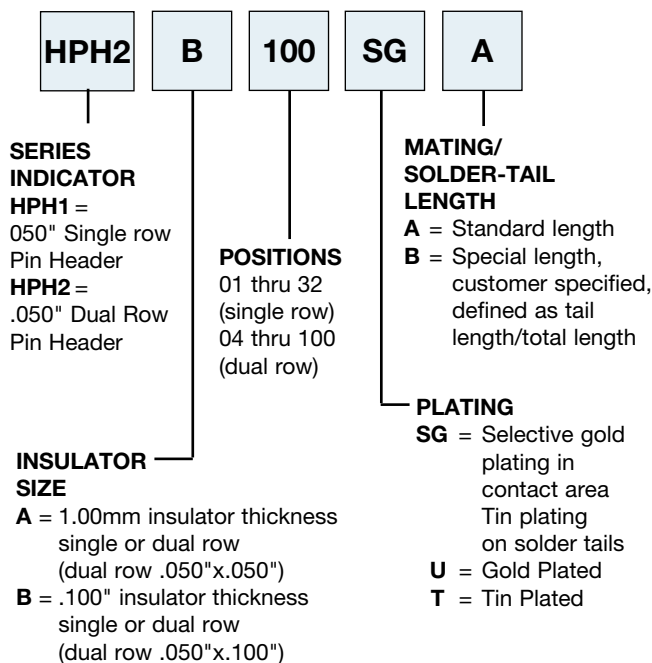 HPH2 B 100 SG A
SERIES
INDICATOR
HPH1 =
050" Single row
Pin Header
HPH2 =
.050" Dual Row
Pin Header
POSITIONS
01 thru 32
(single row)
04 thru 100
(dual row)
MATING/
SOLDER-TAIL
LENGTH
A = Standard length
B = Special length,
customer specified,
defined as tail
length/total length
INSULATOR
SIZE
A = 1.00mm insulator thickness
single or dual row
(dual row .050"x.050")
B = .100" insulator thickness
single or dual row
(dual row .050"x.100")
PLATING
SG = Selective gold
plating in
contact area
Tin plating
on solder tails
U = Gold Plated
T = Tin Plated